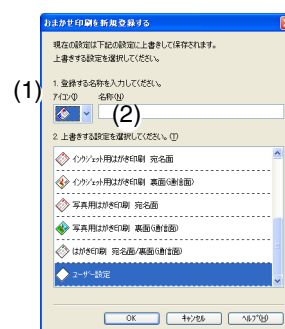 おまかせ印刷を新規登録する
現在の設定は下記の設定に上書きして保存されます。
上書きする設定を選択してください。
1. 登録する名称を入力してください。
(1) アイコン(I) 名称(N)
(2)
2. 上書きする設定を選択してください。(T)
インクジェット用はがき印刷 宛名面
インクジェット用はがき印刷 裏面(通信面)
写真用はがき印刷 宛名面
写真用はがき印刷 裏面(通信面)
はがき印刷 宛名面/裏面(通信面)
ユーザー設定
OK キャンセル ヘルプ(H)